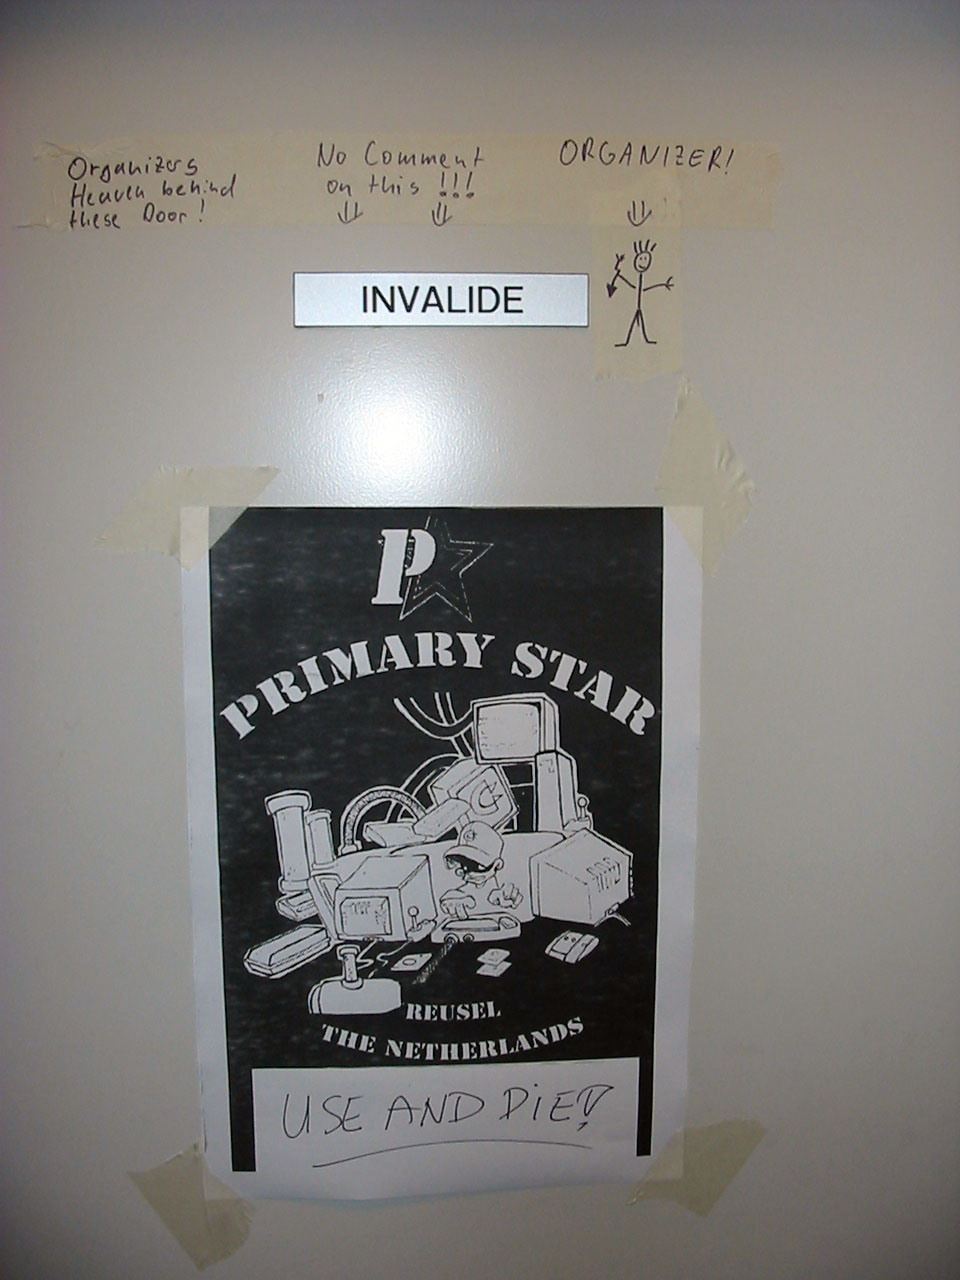 Organizers
Heaven behind
these Door!
No Comment
on this !!!
ORGANIZER!
INVALIDE
P
PRIMARY STAR
REUSEL
THE NETHERLANDS
USE AND DIE!